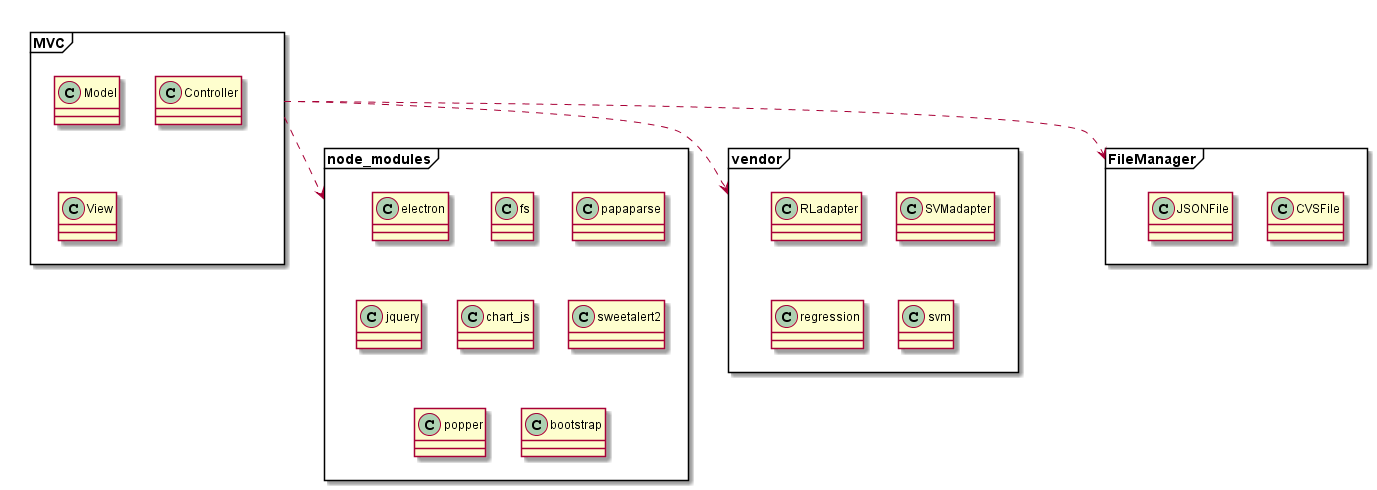 MVC
C Model
C Controller
C View
node_modules
C electron
C fs
C papaparse
C jquery
C chart_js
C sweetalert2
C popper
C bootstrap
vendor
C RLadapter
C SVMadapter
C regression
C svm
FileManager
C JSONFile
C CVSFile